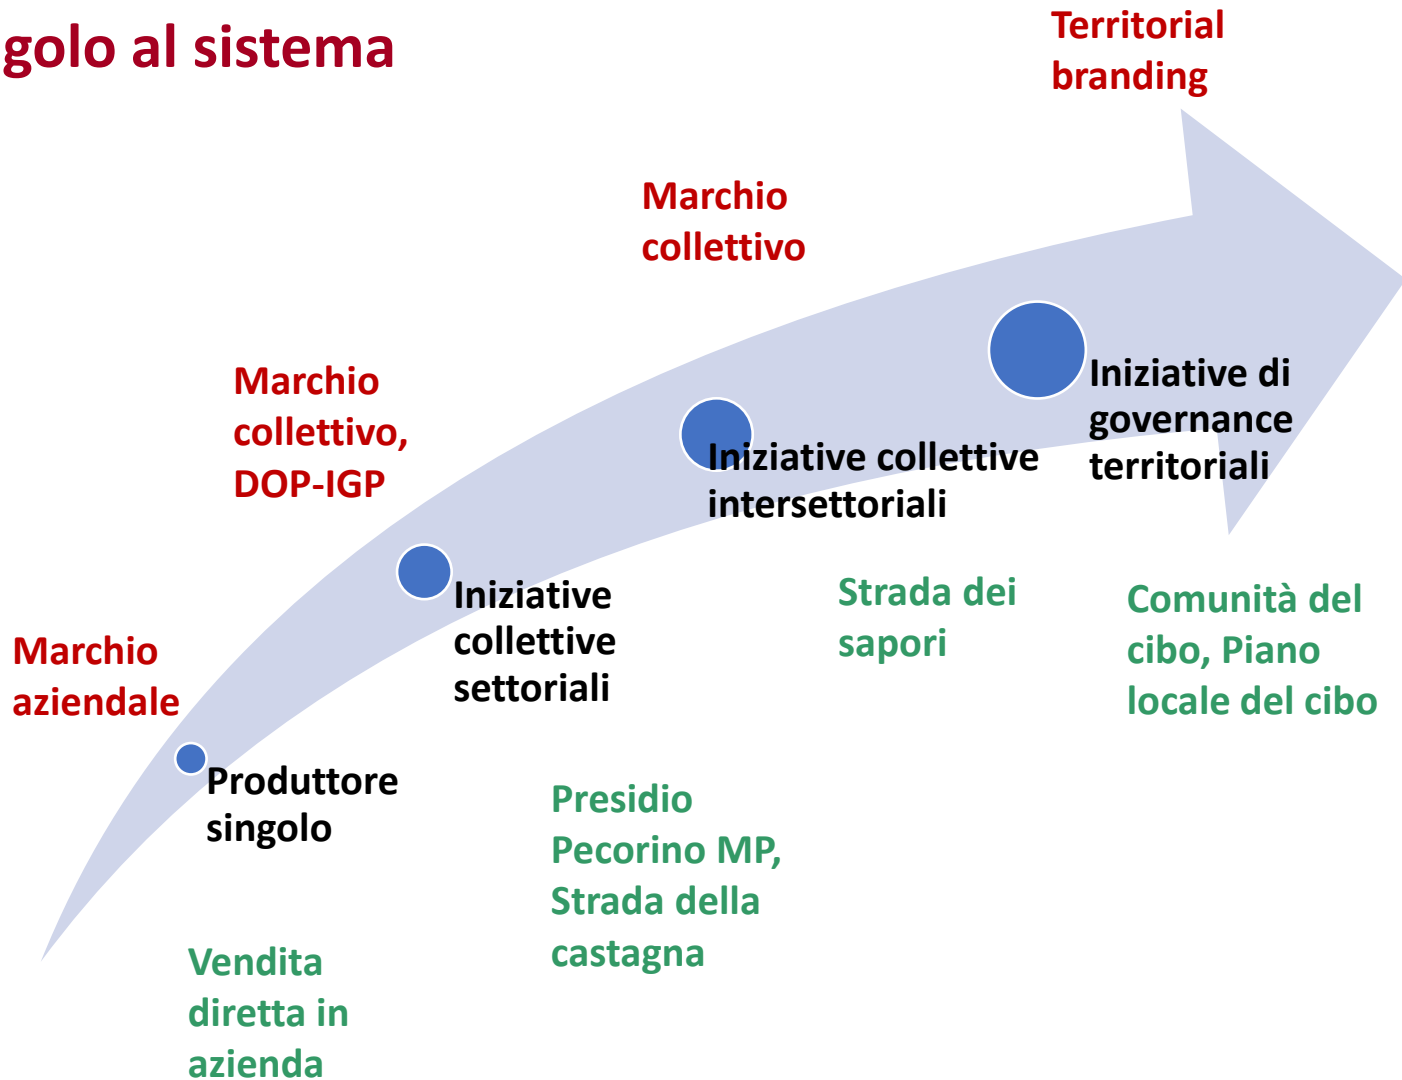 golo al sistema
Territorial
branding
Marchio
collettivo
Marchio
collettivo,
DOP-IGP
Marchio
aziendale
Produttore
singolo
Iniziative
collettive
settoriali
Iniziative collettive
intersettoriali
Iniziative di
governance
territoriali
Vendita
diretta in
azienda
Presidio
Pecorino MP,
Strada della
castagna
Strada dei
sapori
Comunità del
cibo, Piano
locale del cibo